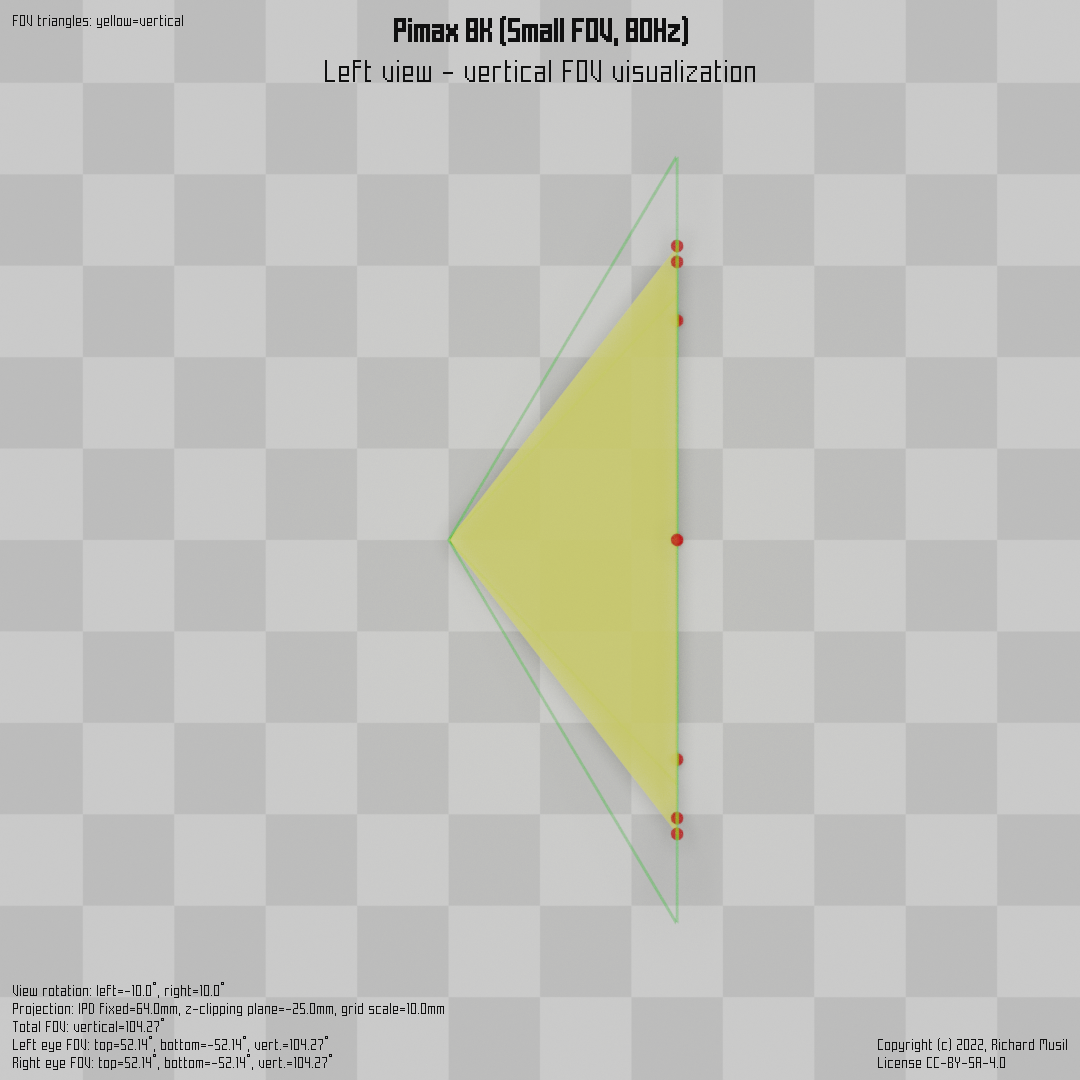 FOV triangles: yellow=vertical
Pimax 8K (Small FOV, 80Hz)
Left view - vertical FOV visualization
View rotation: left=-10.0°, right=10.0°
Projection: IPD fixed=64.0mm, z-clipping plane=-25.0mm, grid scale=10.0mm
Total FOV: vertical=104.27°
Left eye FOV: top=52.14°, bottom=-52.14°, vert.=104.27°
Right eye FOV: top=52.14°, bottom=-52.14°, vert.=104.27°
Copyright (c) 2022, Richard Musil
License CC-BY-SA-4.0